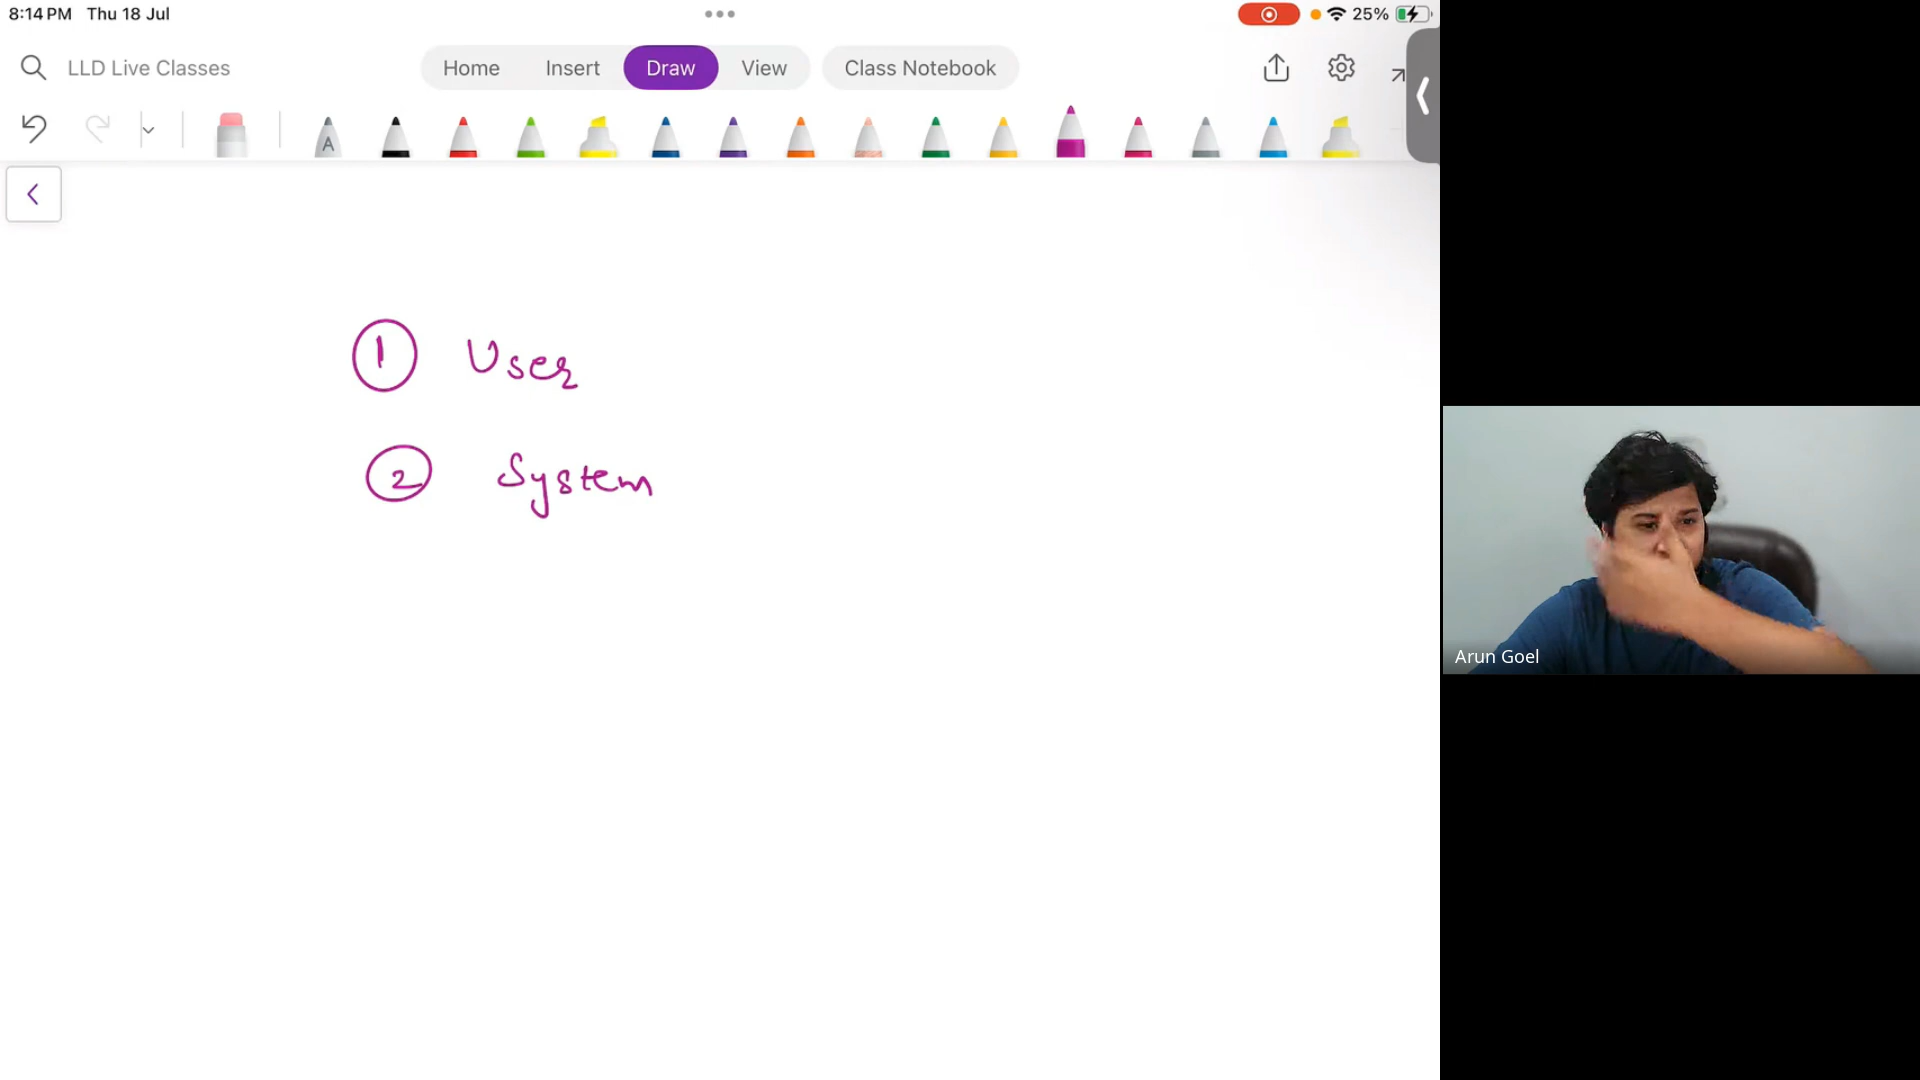 8:14 PM Thu 18 Jul 25%
LLD Live Classes Home Insert Draw View Class Notebook
A
1 User
2 System
Arun Goel